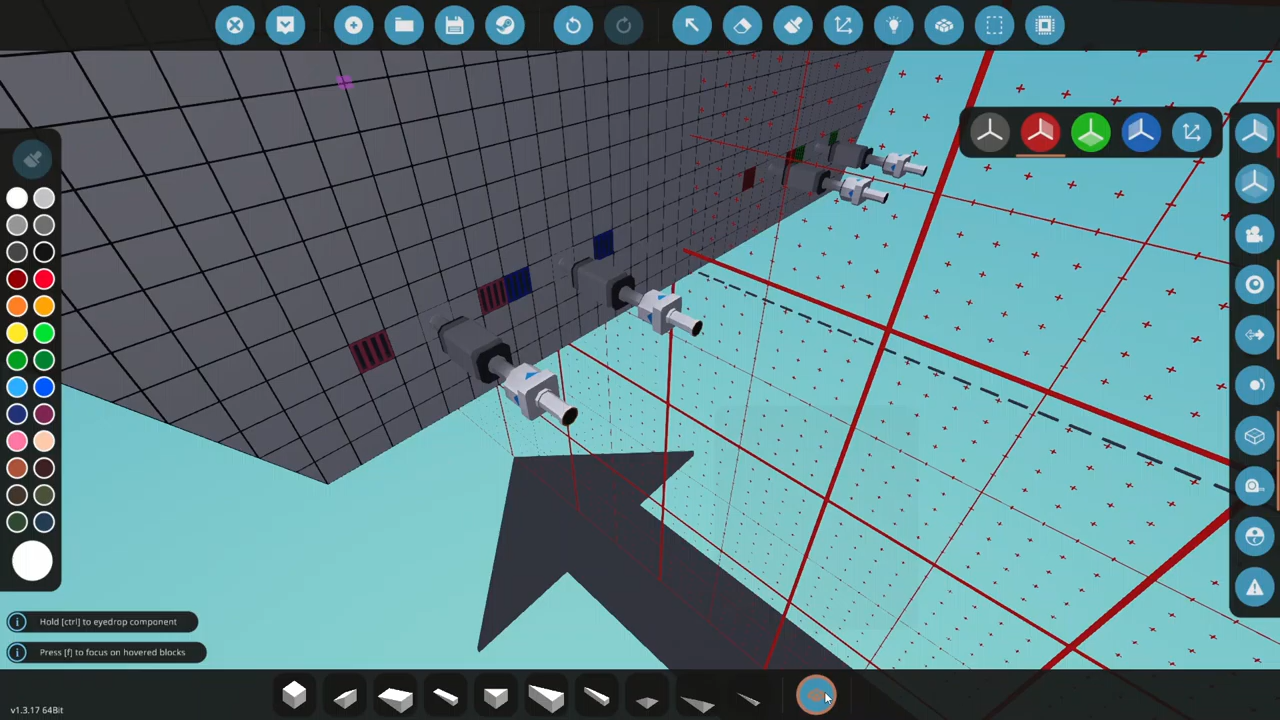 Hold [ctrl] to eyedrop component
Press [f] to focus on hovered blocks
v1.3.17 64Bit